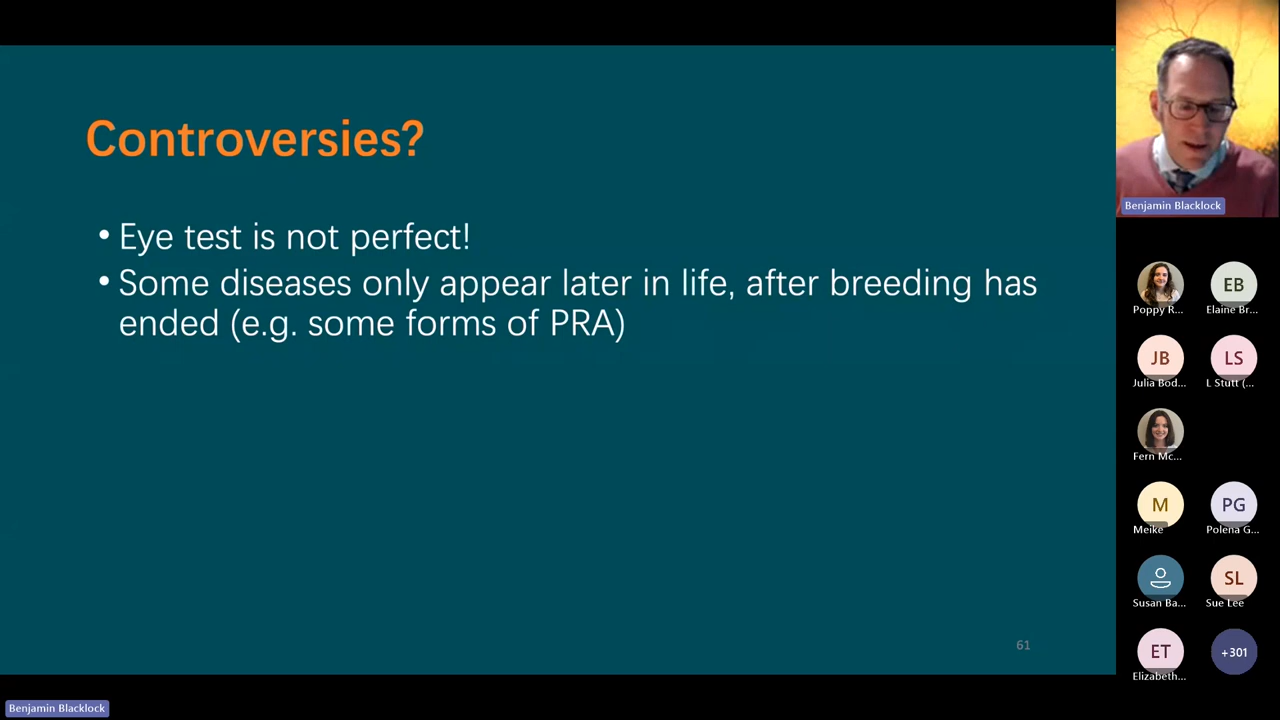 Controversies?
• Eye test is not perfect!
• Some diseases only appear later in life, after breeding has
ended (e.g. some forms of PRA)
61
Benjamin Blacklock
Poppy R...
EB
Elaine Br...
JB
Julia Bod...
LS
L Stutt (...
Fern Mc...
M
Meike
PG
Polena G...
Susan Ba...
SL
Sue Lee
ET
Elizabeth...
+301
Benjamin Blacklock